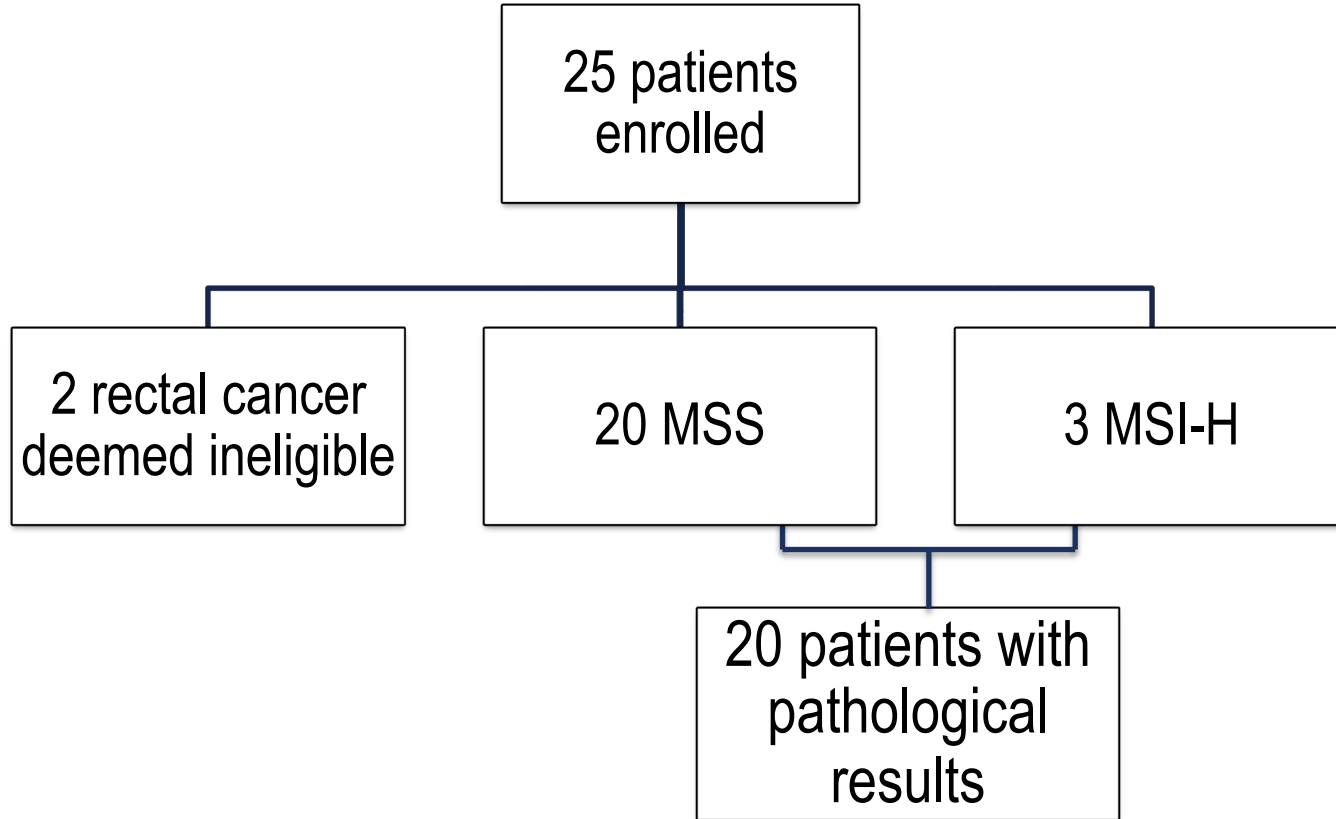 25 patients
enrolled
2 rectal cancer
deemed ineligible
20 MSS
3 MSI-H
20 patients with
pathological
results